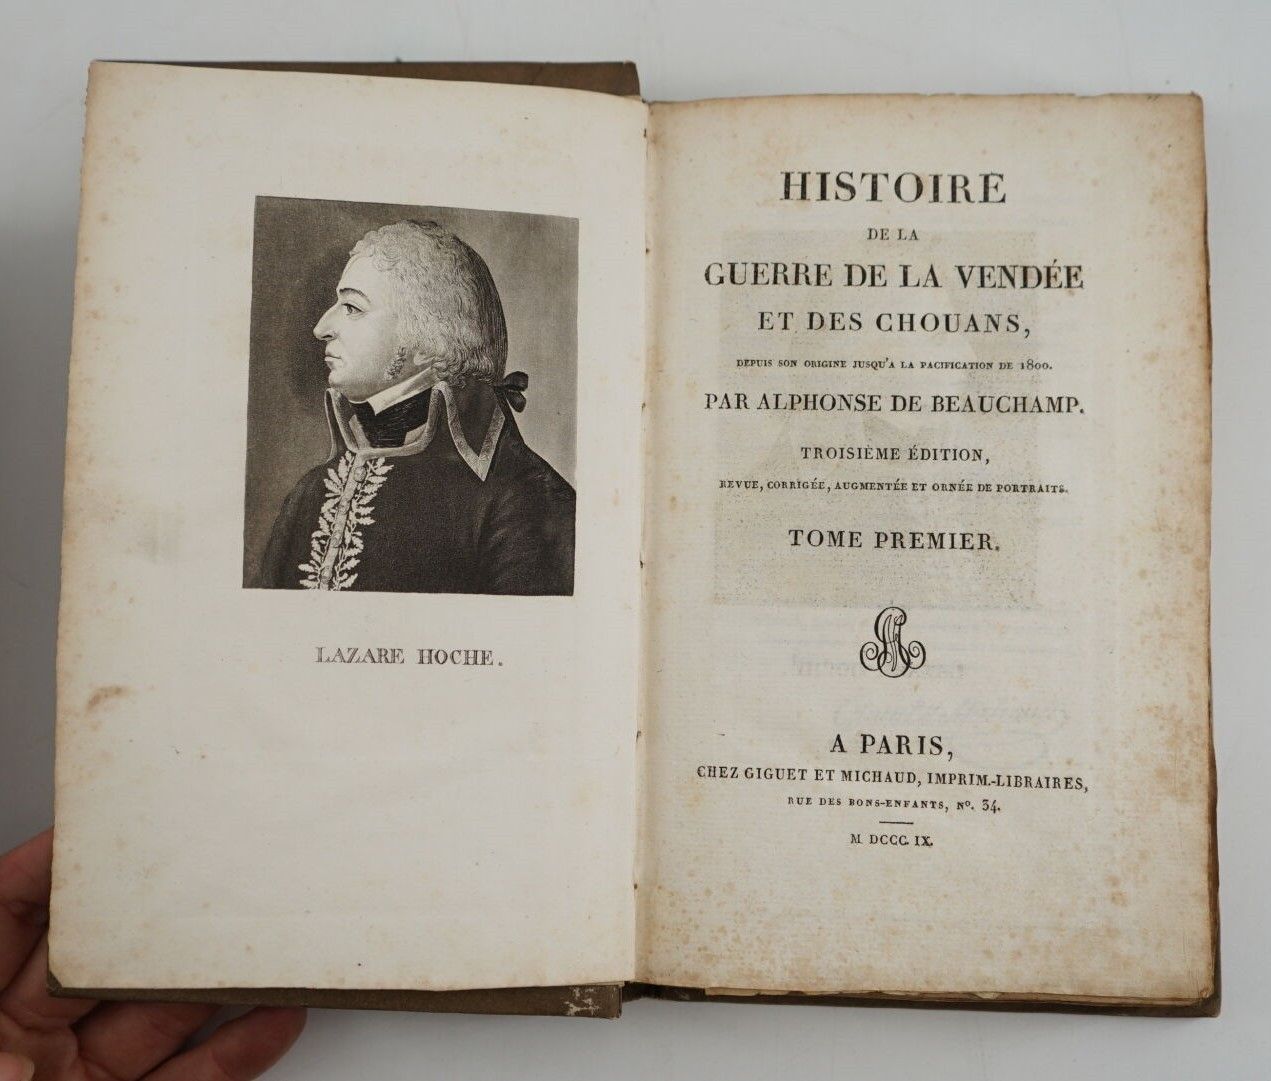 LAZARE HOCHE.
HISTOIRE
DE LA
GUERRE DE LA VENDÉE
ET DES CHOUANS,
DEPUIS SON ORIGINE JUSQU'A LA PACIFICATION DE 1800.
PAR ALPHONSE DE BEAUCHAMP.
TROISIÈME ÉDITION,
REVUE, CORRIGÉE, AUGMENTÉE ET ORNÉE DE PORTRAITS.
TOME PREMIER.
A PARIS,
CHEZ GIGUET ET MICHAUD, IMPRIM.-LIBRAIRES,
RUE DES BONS-ENFANTS, Nº. 34.
M. DCCC. IX.